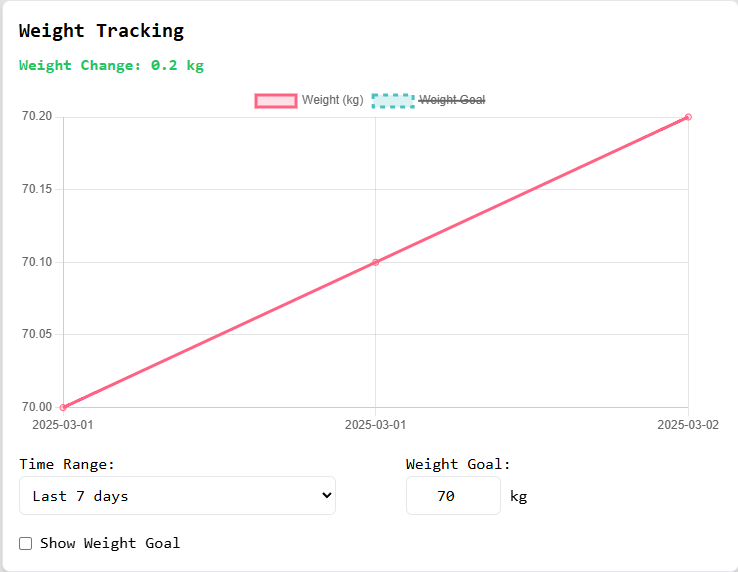 Weight Tracking
Weight Change: 0.2 kg
Weight (kg) Weight Goal
70.20
70.15
70.10
70.05
70.00
2025-03-01 2025-03-01 2025-03-02
Time Range: Weight Goal:
Last 7 days 70 kg
Show Weight Goal